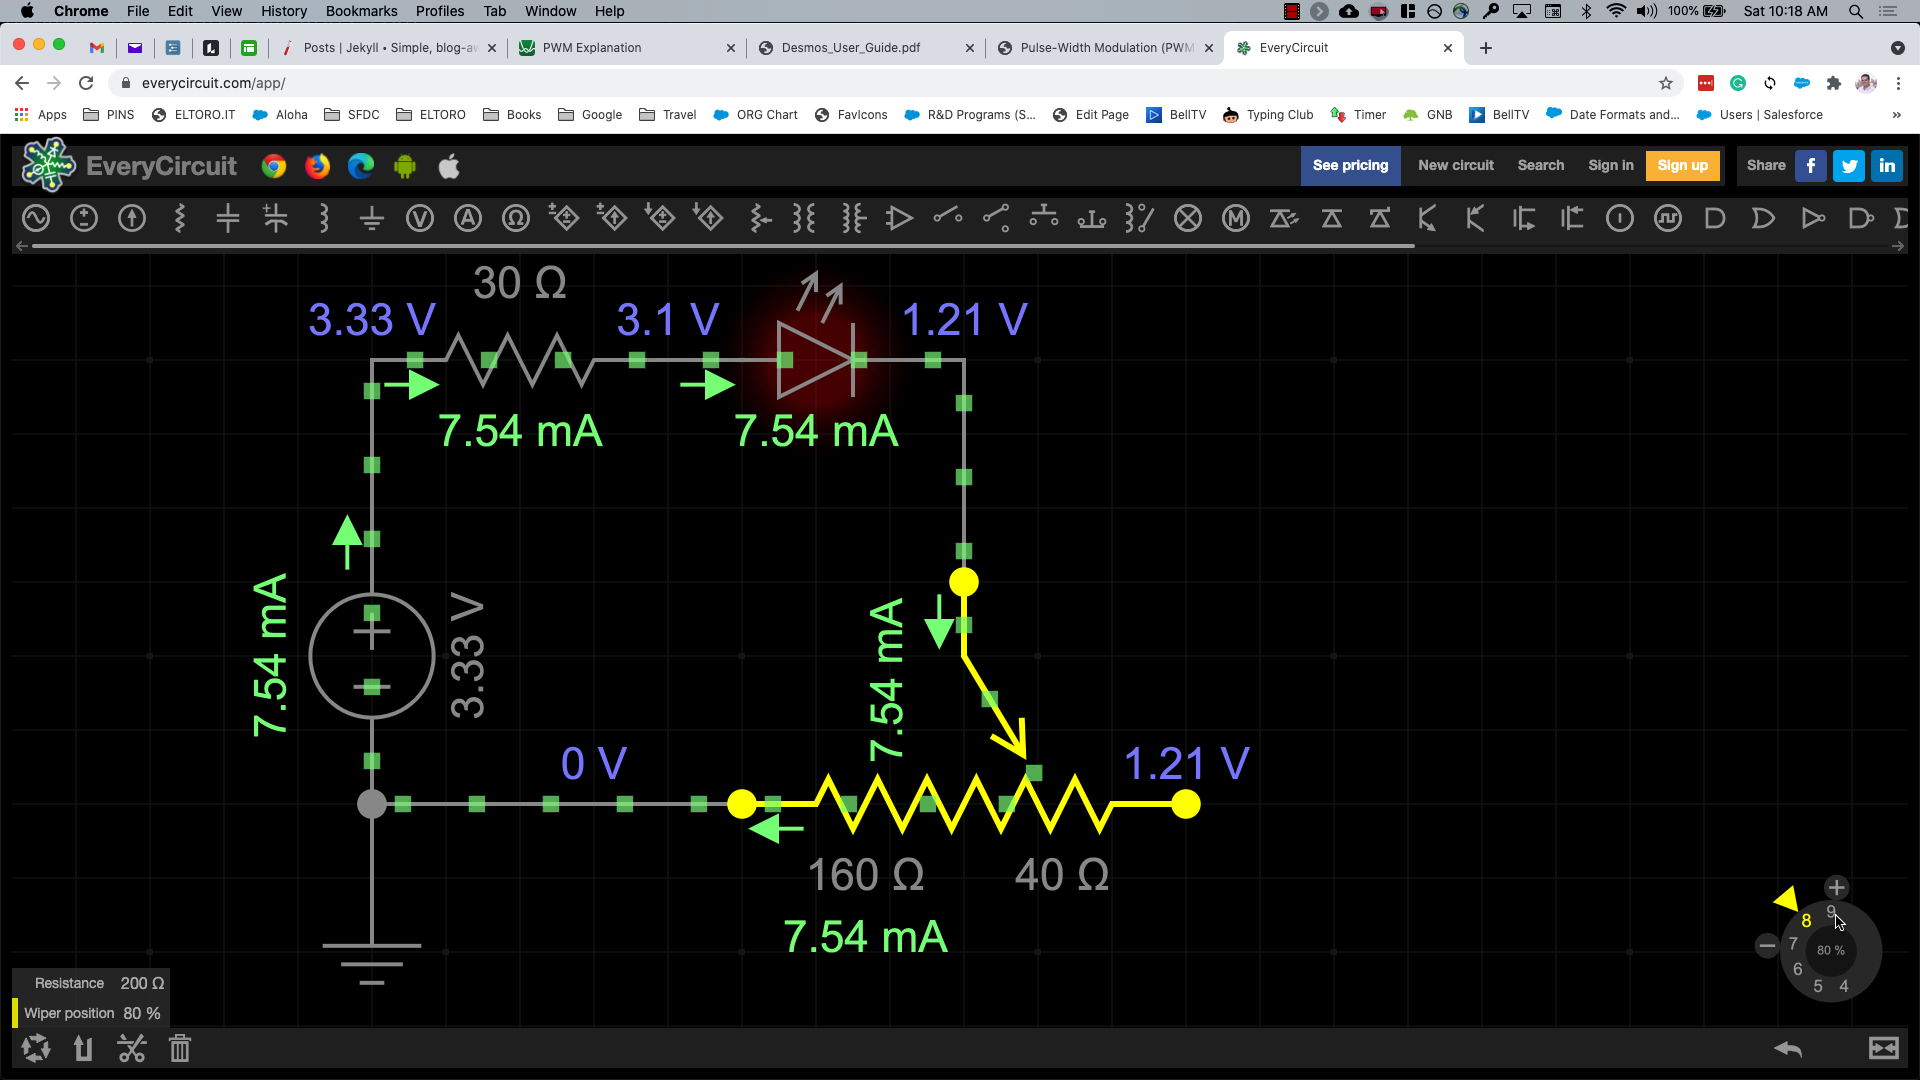 Chrome File Edit View History Bookmarks Profiles Tab Window Help 100% Sat 10:18 AM
Posts | Jekyll • Simple, blog-aw PWM Explanation Desmos_User_Guide.pdf Pulse-Width Modulation (PWM EveryCircuit
everycircuit.com/app/
Apps PINS ELTORO.IT Aloha SFDC ELTORO Books Google Travel ORG Chart FavIcons R&D Programs (S... Edit Page BellTV Typing Club Timer GNB BellTV Date Formats and... Users | Salesforce »
EveryCircuit See pricing New circuit Search Sign in Sign up Share
30 Ω
3.33 V 3.1 V 1.21 V
7.54 mA 7.54 mA
7.54 mA 3.33 V 7.54 mA
0 V 1.21 V
160 Ω 40 Ω
7.54 mA
9
8
7 80 %
6
5 4
Resistance 200 Ω
Wiper position 80 %